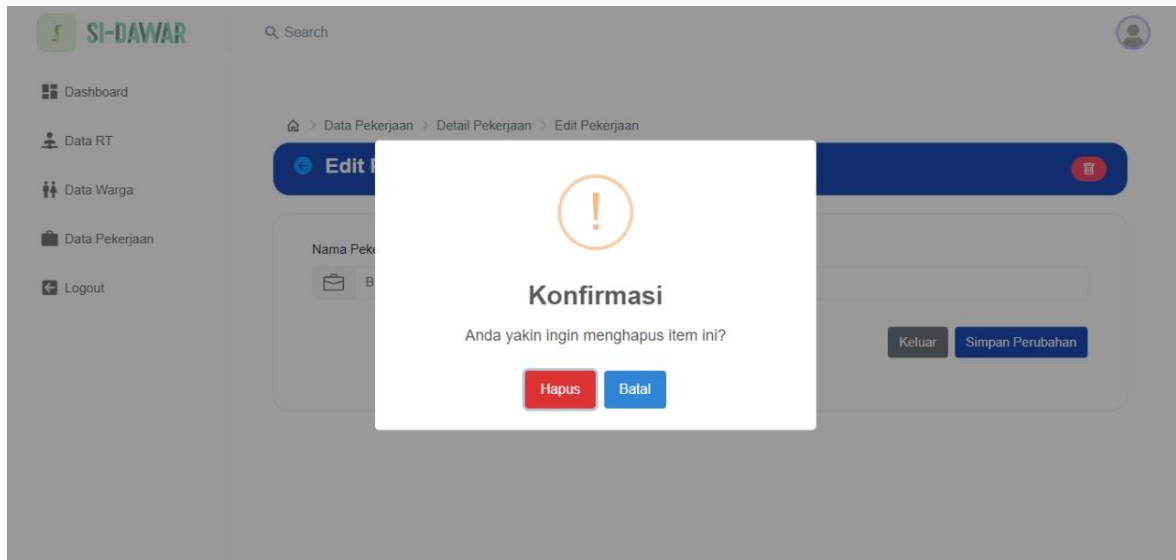 SI-DAWAR
Search
Dashboard
Data RT
Data Warga
Data Pekerjaan
Logout
Data Pekerjaan > Detail Pekerjaan > Edit Pekerjaan
Edit
Nama
Keluar
Simpan Perubahan
!
Konfirmasi
Anda yakin ingin menghapus item ini?
Hapus
Batal